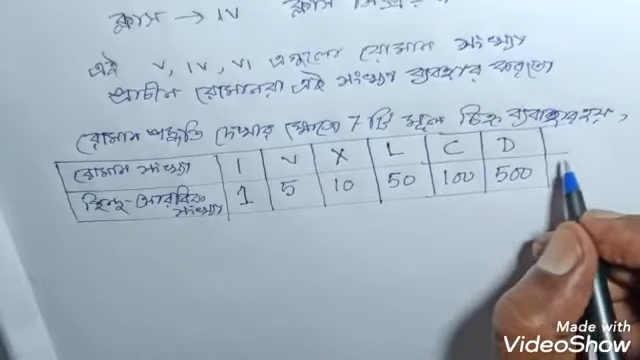 ক্লাস → IV ক্লাস
এই V, IV, VI এগুলো রোমান সংখ্যা
প্রাচীন রোমানরা এই সংখ্যা ব্যবহার করতো
রোমান পদ্ধতি লেখার ক্ষেত্রে 7 টি মূল চিহ্ন ব্যবহার হয়,
রোমান সংখ্যা I V X L C D
হিন্দু-আরবিক সংখ্যা 1 5 10 50 100 500
Made with
VideoShow